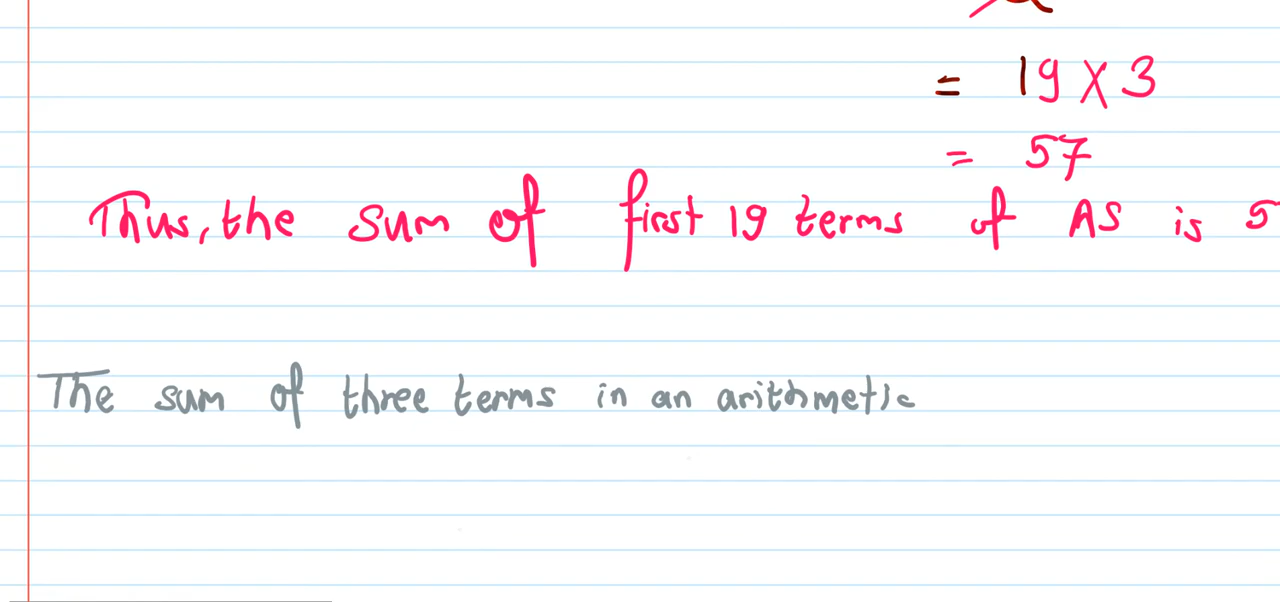 = 19 X 3
= 57
Thus, the sum of first 19 terms of AS is 5
The sum of three terms in an arithmetic